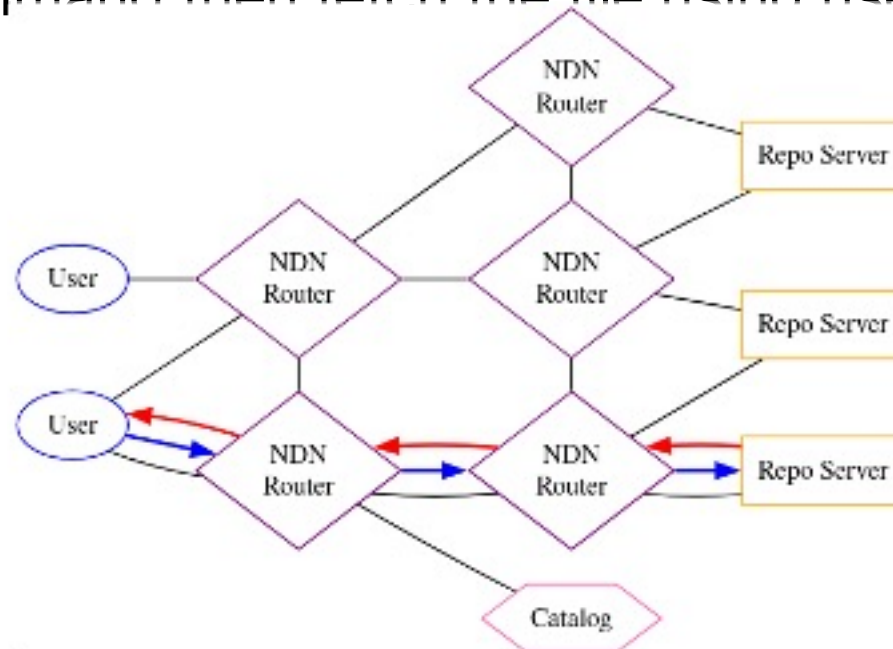 NDN
Router
Repo Server
User
NDN
Router
NDN
Router
Repo Server
User
NDN
Router
NDN
Router
Repo Server
Catalog